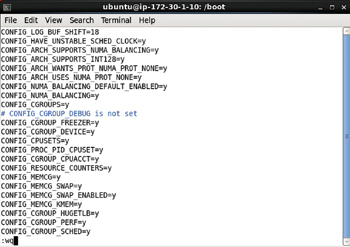 ubuntu@ip-172-30-1-10: /boot
File Edit View Search Terminal Help
CONFIG_LOG_BUF_SHIFT=18
CONFIG_HAVE_UNSTABLE_SCHED_CLOCK=y
CONFIG_ARCH_SUPPORTS_NUMA_BALANCING=y
CONFIG_ARCH_SUPPORTS_INT128=y
CONFIG_ARCH_WANTS_PROT_NUMA_PROT_NONE=y
CONFIG_ARCH_USES_NUMA_PROT_NONE=y
CONFIG_NUMA_BALANCING_DEFAULT_ENABLED=y
CONFIG_NUMA_BALANCING=y
CONFIG_CGROUPS=y
# CONFIG_CGROUP_DEBUG is not set
CONFIG_CGROUP_FREEZER=y
CONFIG_CGROUP_DEVICE=y
CONFIG_CPUSETS=y
CONFIG_PROC_PID_CPUSET=y
CONFIG_CGROUP_CPUACCT=y
CONFIG_RESOURCE_COUNTERS=y
CONFIG_MEMCG=y
CONFIG_MEMCG_SWAP=y
CONFIG_MEMCG_SWAP_ENABLED=y
CONFIG_MEMCG_KMEM=y
CONFIG_CGROUP_HUGETLB=y
CONFIG_CGROUP_PERF=y
CONFIG_CGROUP_SCHED=y
:wq